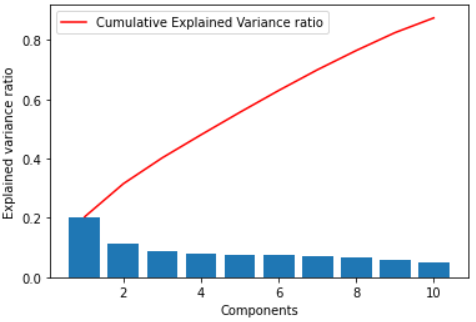 Cumulative Explained Variance ratio
Explained variance ratio
0.8
0.6
0.4
0.2
0.0
2 4 6 8 10
Components